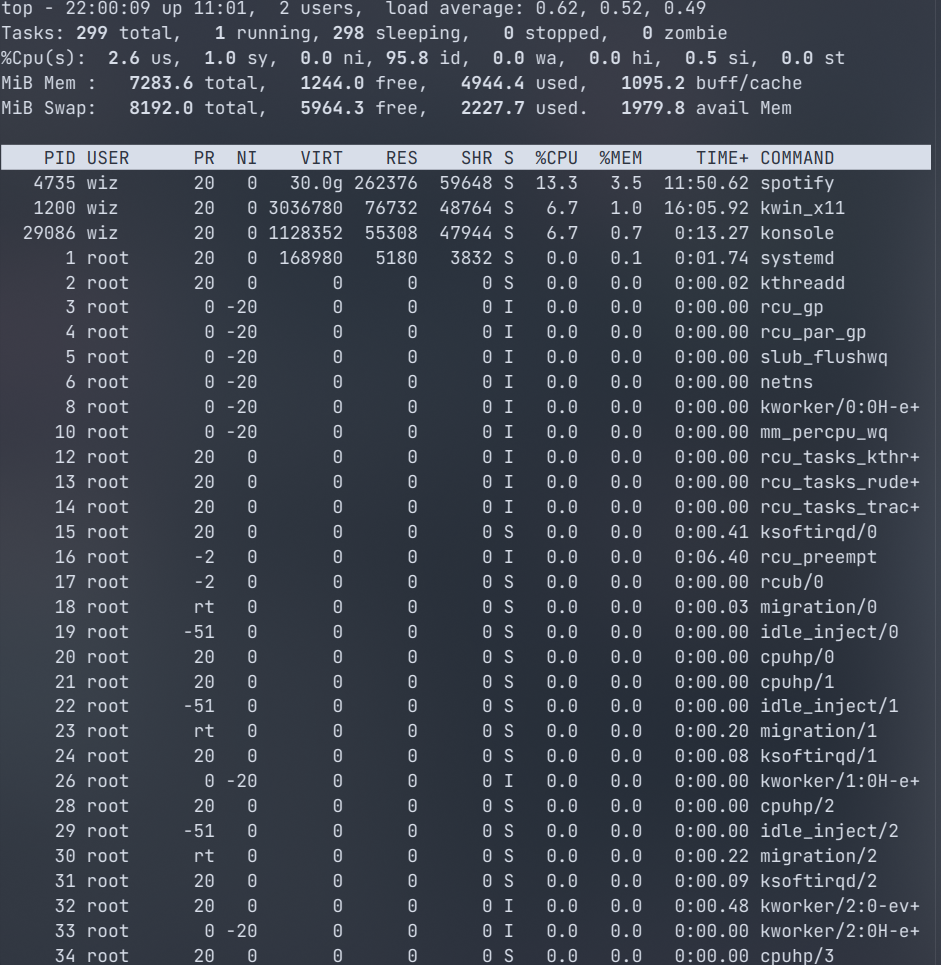 top - 22:00:09 up 11:01,  2 users,  load average: 0.62, 0.52, 0.49
Tasks: 299 total,   1 running, 298 sleeping,   0 stopped,   0 zombie
%Cpu(s):  2.6 us,  1.0 sy,  0.0 ni, 95.8 id,  0.0 wa,  0.0 hi,  0.5 si,  0.0 st
MiB Mem :   7283.6 total,   1244.0 free,   4944.4 used,   1095.2 buff/cache
MiB Swap:   8192.0 total,   5964.3 free,   2227.7 used.   1979.8 avail Mem
PID USER      PR  NI    VIRT    RES    SHR S  %CPU  %MEM     TIME+ COMMAND
4735 wiz       20   0   30.0g 262376  59648 S  13.3   3.5  11:50.62 spotify
1200 wiz       20   0 3036780  76732  48764 S   6.7   1.0  16:05.92 kwin_x11
29086 wiz       20   0 1128352  55308  47944 S   6.7   0.7   0:13.27 konsole
1 root      20   0  168980   5180   3832 S   0.0   0.1   0:01.74 systemd
2 root      20   0       0      0      0 S   0.0   0.0   0:00.02 kthreadd
3 root       0 -20       0      0      0 I   0.0   0.0   0:00.00 rcu_gp
4 root       0 -20       0      0      0 I   0.0   0.0   0:00.00 rcu_par_gp
5 root       0 -20       0      0      0 I   0.0   0.0   0:00.00 slub_flushwq
6 root       0 -20       0      0      0 I   0.0   0.0   0:00.00 netns
8 root       0 -20       0      0      0 I   0.0   0.0   0:00.00 kworker/0:0H-e+
10 root       0 -20       0      0      0 I   0.0   0.0   0:00.00 mm_percpu_wq
12 root      20   0       0      0      0 I   0.0   0.0   0:00.00 rcu_tasks_kthr+
13 root      20   0       0      0      0 I   0.0   0.0   0:00.00 rcu_tasks_rude+
14 root      20   0       0      0      0 I   0.0   0.0   0:00.00 rcu_tasks_trac+
15 root      20   0       0      0      0 S   0.0   0.0   0:00.41 ksoftirqd/0
16 root      -2   0       0      0      0 I   0.0   0.0   0:06.40 rcu_preempt
17 root      -2   0       0      0      0 S   0.0   0.0   0:00.00 rcub/0
18 root      rt   0       0      0      0 S   0.0   0.0   0:00.03 migration/0
19 root     -51   0       0      0      0 S   0.0   0.0   0:00.00 idle_inject/0
20 root      20   0       0      0      0 S   0.0   0.0   0:00.00 cpuhp/0
21 root      20   0       0      0      0 S   0.0   0.0   0:00.00 cpuhp/1
22 root     -51   0       0      0      0 S   0.0   0.0   0:00.00 idle_inject/1
23 root      rt   0       0      0      0 S   0.0   0.0   0:00.20 migration/1
24 root      20   0       0      0      0 S   0.0   0.0   0:00.08 ksoftirqd/1
26 root       0 -20       0      0      0 I   0.0   0.0   0:00.00 kworker/1:0H-e+
28 root      20   0       0      0      0 S   0.0   0.0   0:00.00 cpuhp/2
29 root     -51   0       0      0      0 S   0.0   0.0   0:00.00 idle_inject/2
30 root      rt   0       0      0      0 S   0.0   0.0   0:00.22 migration/2
31 root      20   0       0      0      0 S   0.0   0.0   0:00.09 ksoftirqd/2
32 root      20   0       0      0      0 I   0.0   0.0   0:00.48 kworker/2:0-ev+
33 root       0 -20       0      0      0 I   0.0   0.0   0:00.00 kworker/2:0H-e+
34 root      20   0       0      0      0 S   0.0   0.0   0:00.00 cpuhp/3